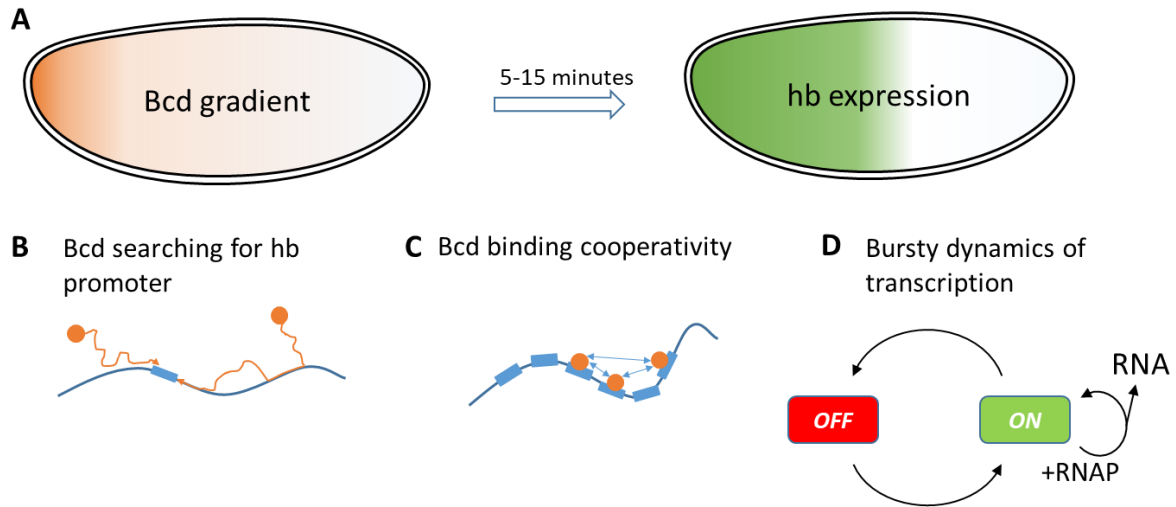 A
Bcd gradient
5-15 minutes
hb expression
B
Bcd searching for hb
promoter
C
Bcd binding cooperativity
D
Bursty dynamics of
transcription
OFF
ON
RNA
+RNAP